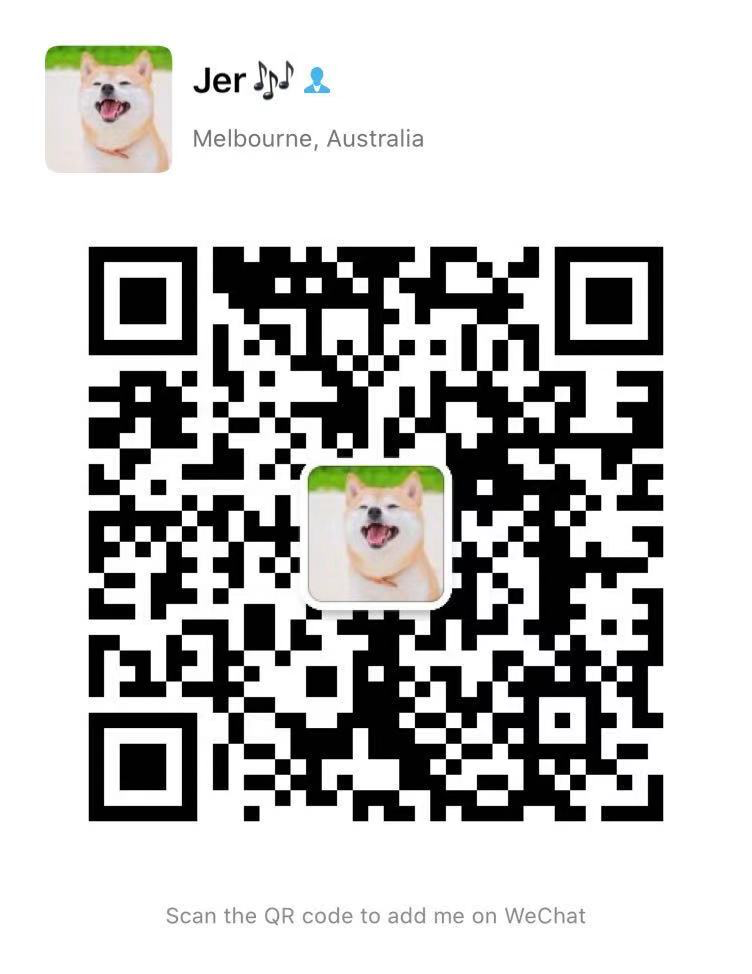 Jer 🎶 👤
Melbourne, Australia
Scan the QR code to add me on WeChat